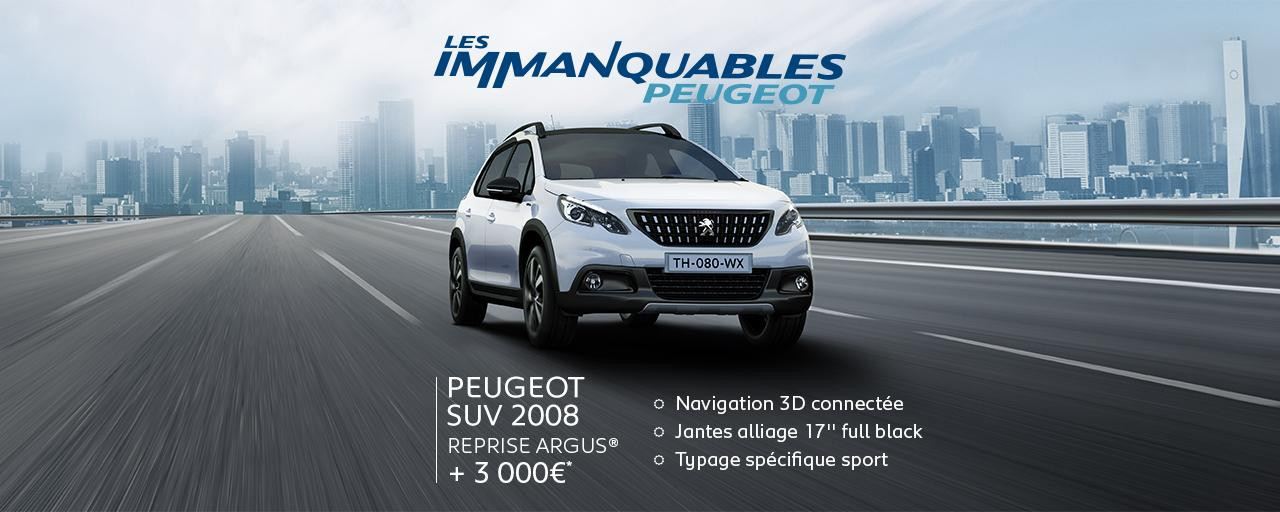 LES
IMMANQUABLES
PEUGEOT
TH-080-WX
PEUGEOT
SUV 2008
REPRISE ARGUS®
+ 3 000€*
Navigation 3D connectée
Jantes alliage 17'' full black
Typage spécifique sport